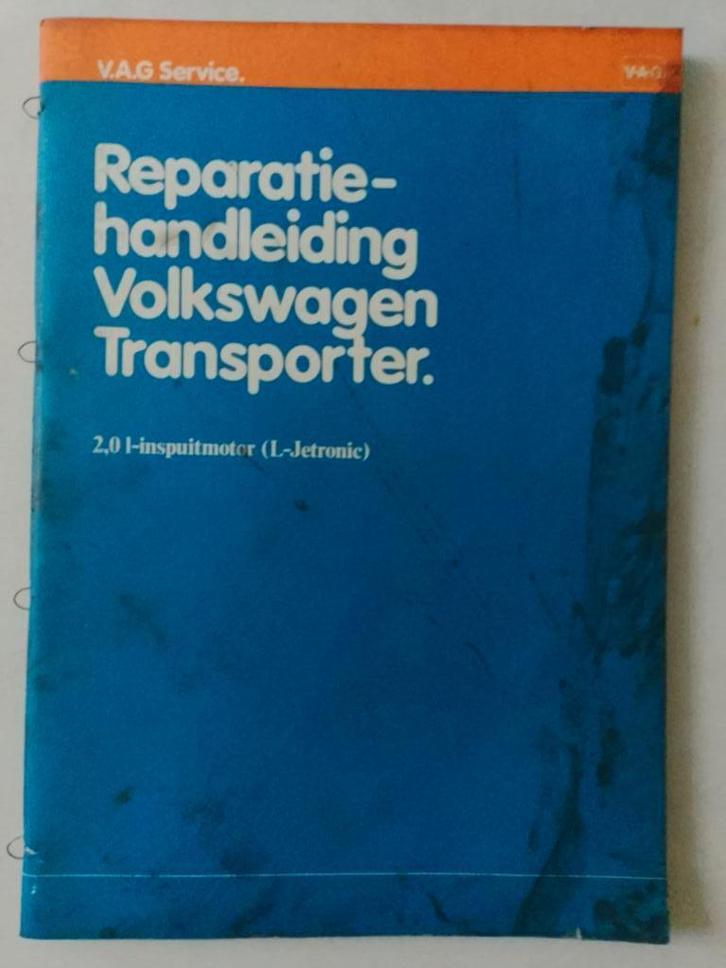 V.A.G Service.
V·A·G
Reparatie-
handleiding
Volkswagen
Transporter.
2,0 l-inspuitmotor (L-Jetronic)